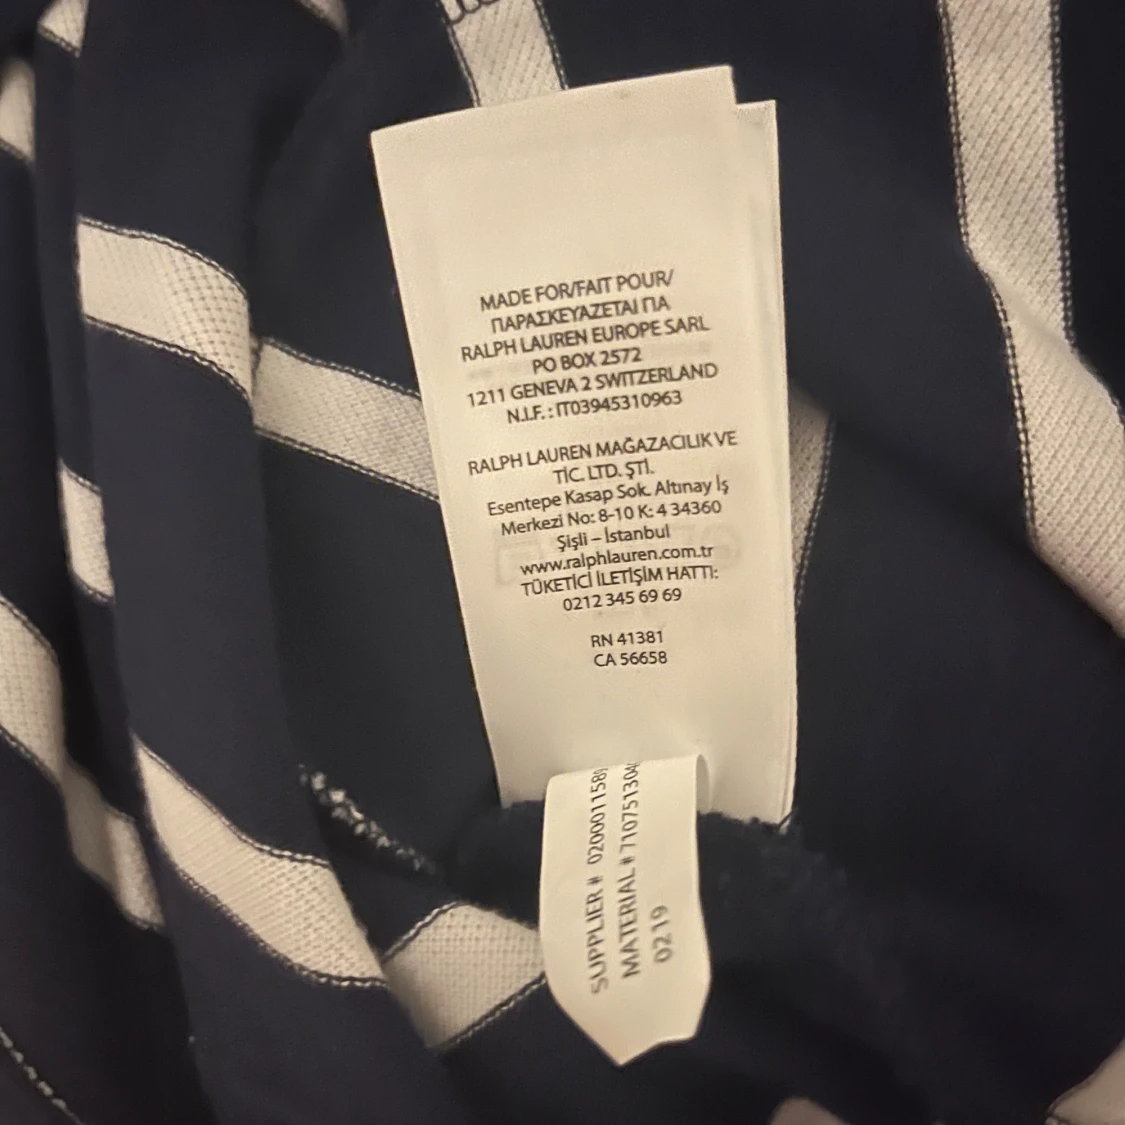 MADE FOR/FAIT POUR/
ΠΑΡΑΣΚΕΥΑΖΕΤΑΙ ΓΙΑ
RALPH LAUREN EUROPE SARL
PO BOX 2572
1211 GENEVA 2 SWITZERLAND
N.I.F.: IT03945310963
RALPH LAUREN MAĞAZACILIK VE
TİC. LTD. ŞTİ.
Esentepe Kasap Sok. Altınay İş
Merkezi No: 8-10 K: 4 34360
Şişli – İstanbul
www.ralphlauren.com.tr
TÜKETİCİ İLETİŞİM HATTI:
0212 345 69 69
RN 41381
CA 56658
SUPPLIER #
MATERIAL #
0219